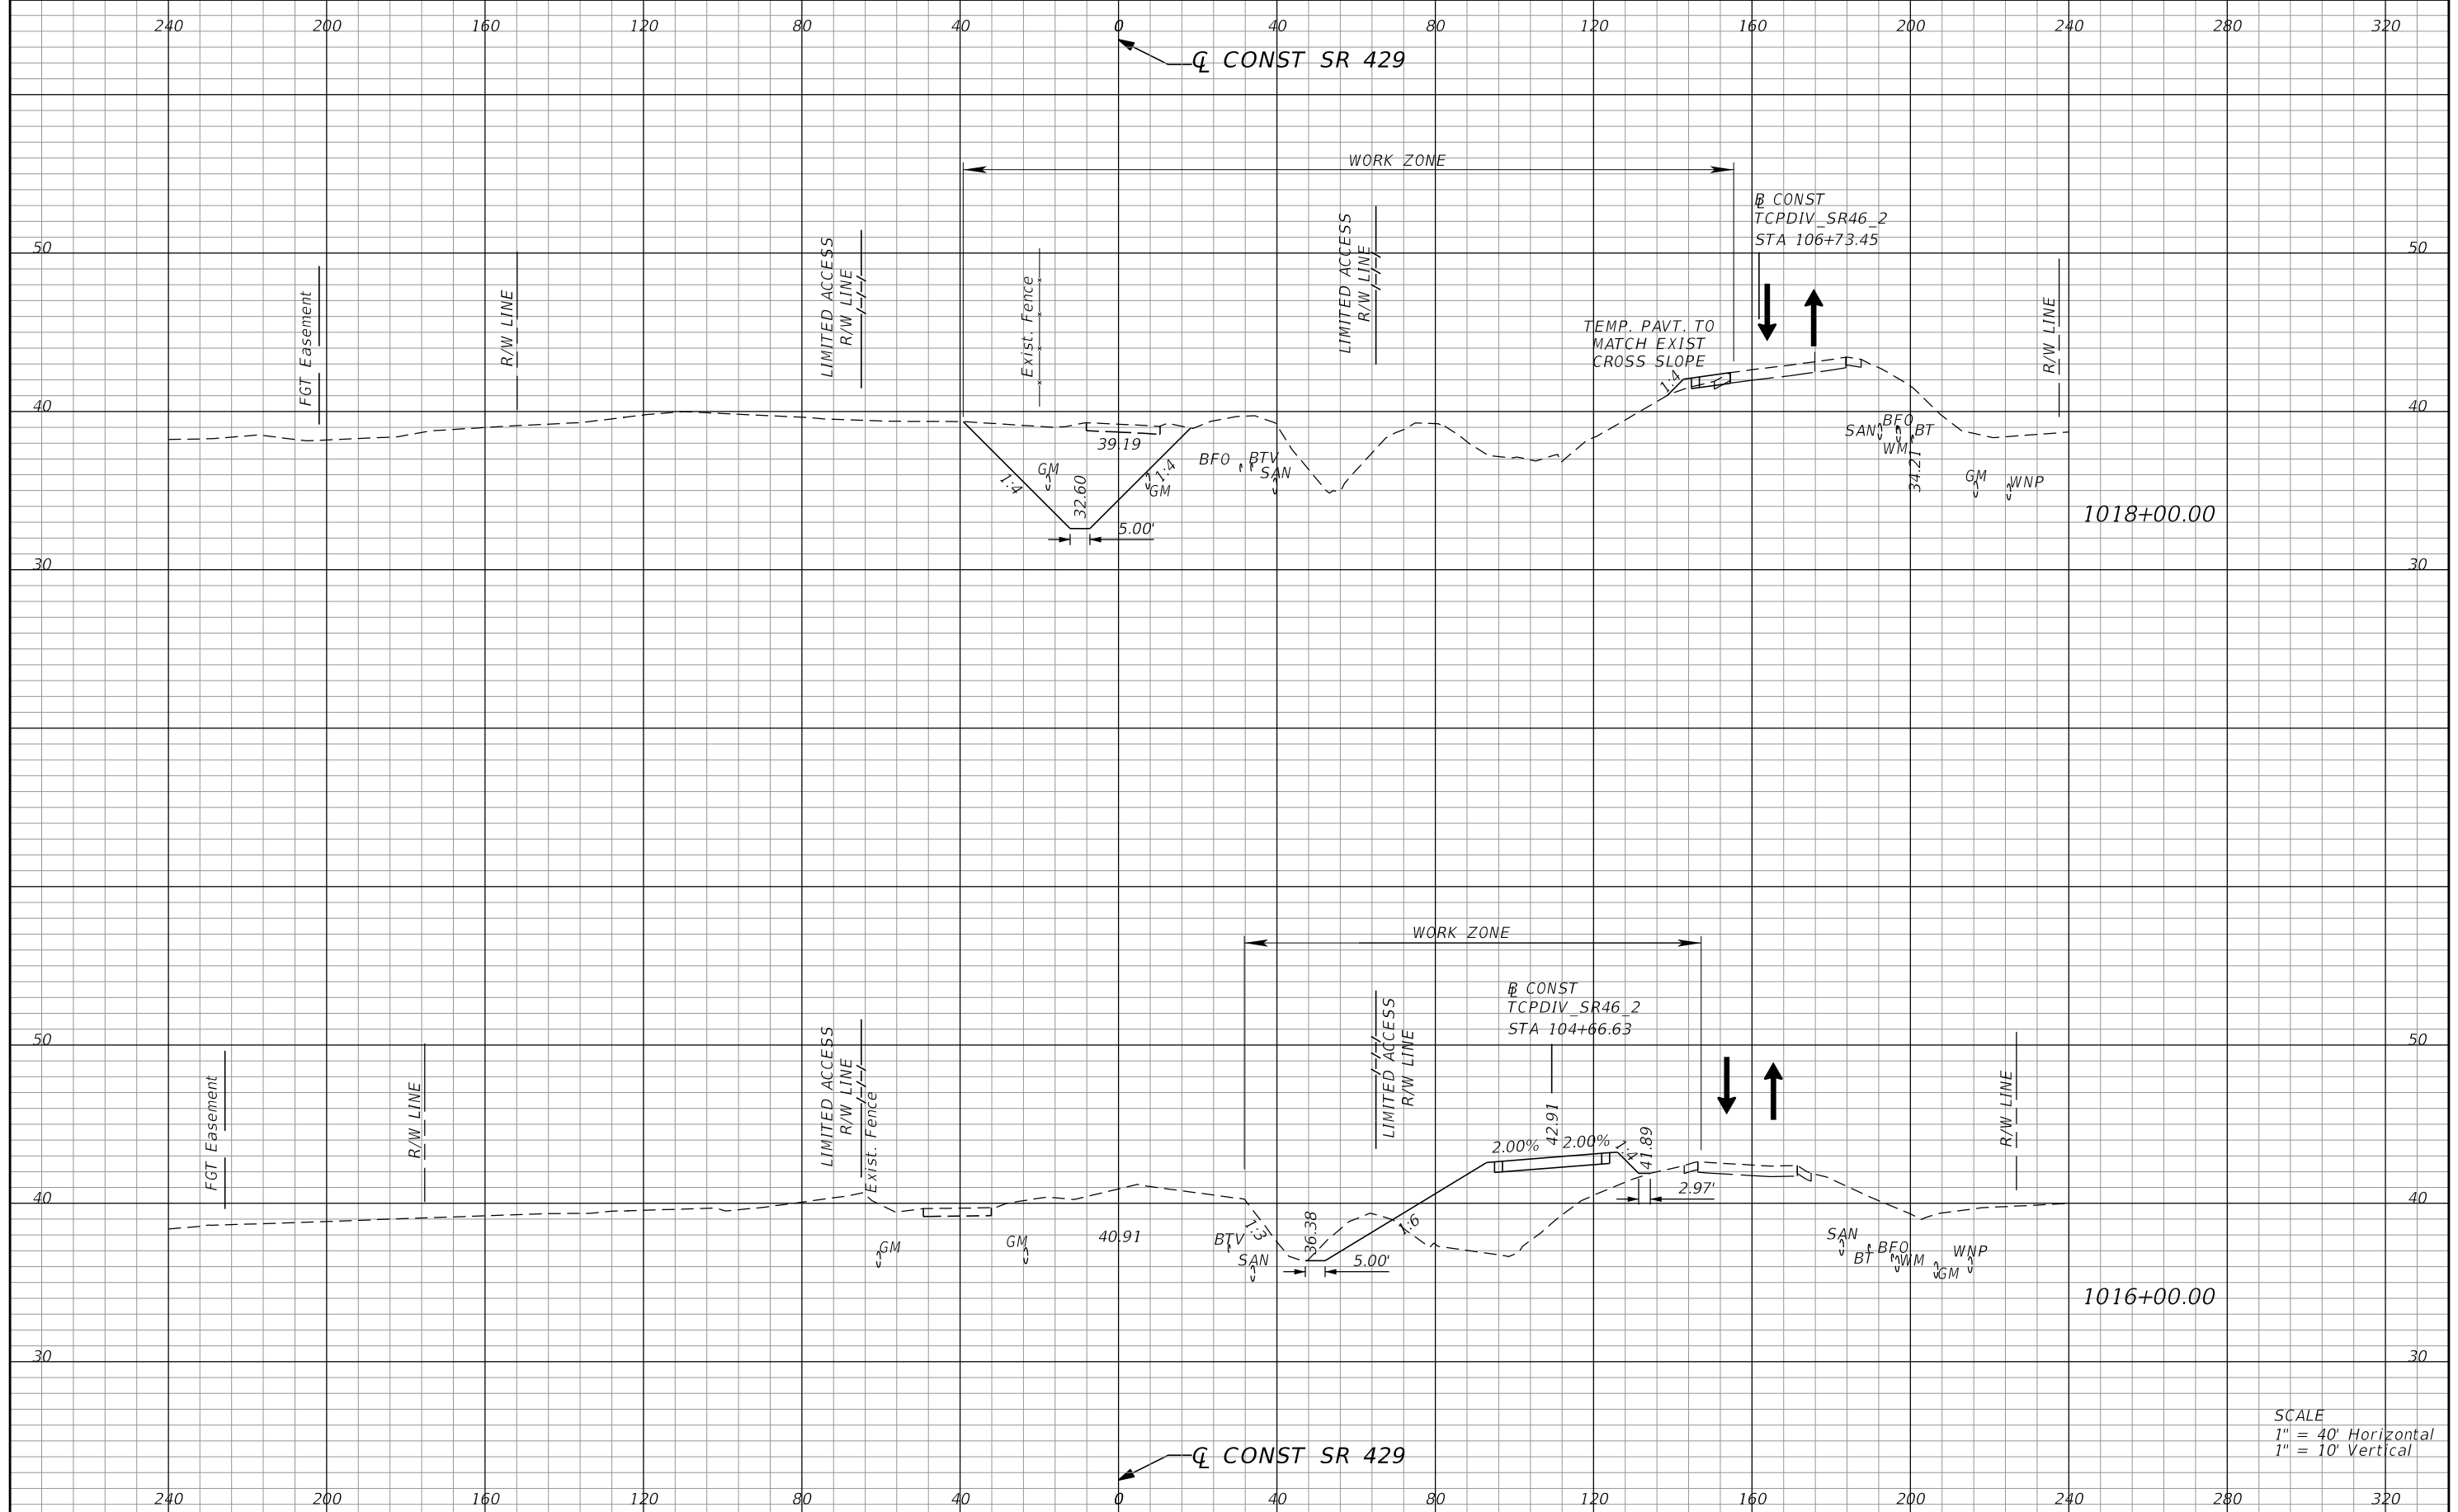 240 200 160 120 80 40 0 40 80 120 160 200 240 280 320
℄ CONST SR 429
WORK ZONE
℄ CONST
TCPDIV_SR46_2
STA 106+73.45
50 50
FGT Easement
R/W LINE
LIMITED ACCESS
R/W LINE
Exist. Fence
LIMITED ACCESS
R/W LINE
TEMP. PAVT. TO
MATCH EXIST
CROSS SLOPE
R/W LINE
1:4
40 40
39.19
GM
1:4
32.60
1:4
GM
BFO
BTV
SAN
5.00'
SAN
BFO
BT
WM
34.21
GM
WNP
1018+00.00
30 30
WORK ZONE
BL CONST
TCPDIV_SR46_2
STA 104+66.63
50 50
FGT Easement
R/W LINE
LIMITED ACCESS
R/W LINE
Exist. Fence
LIMITED ACCESS
R/W LINE
2.00%
42.91
2.00%
1:4
41.89
2.97'
R/W LINE
40 40
GM
GM
40.91
BTV
1:3
SAN
36.38
5.00'
1:6
SAN
BT
BFO
WM
GM
WNP
1016+00.00
30 30
℄ CONST SR 429
SCALE
1" = 40' Horizontal
1" = 10' Vertical
240 200 160 120 80 40 0 40 80 120 160 200 240 280 320